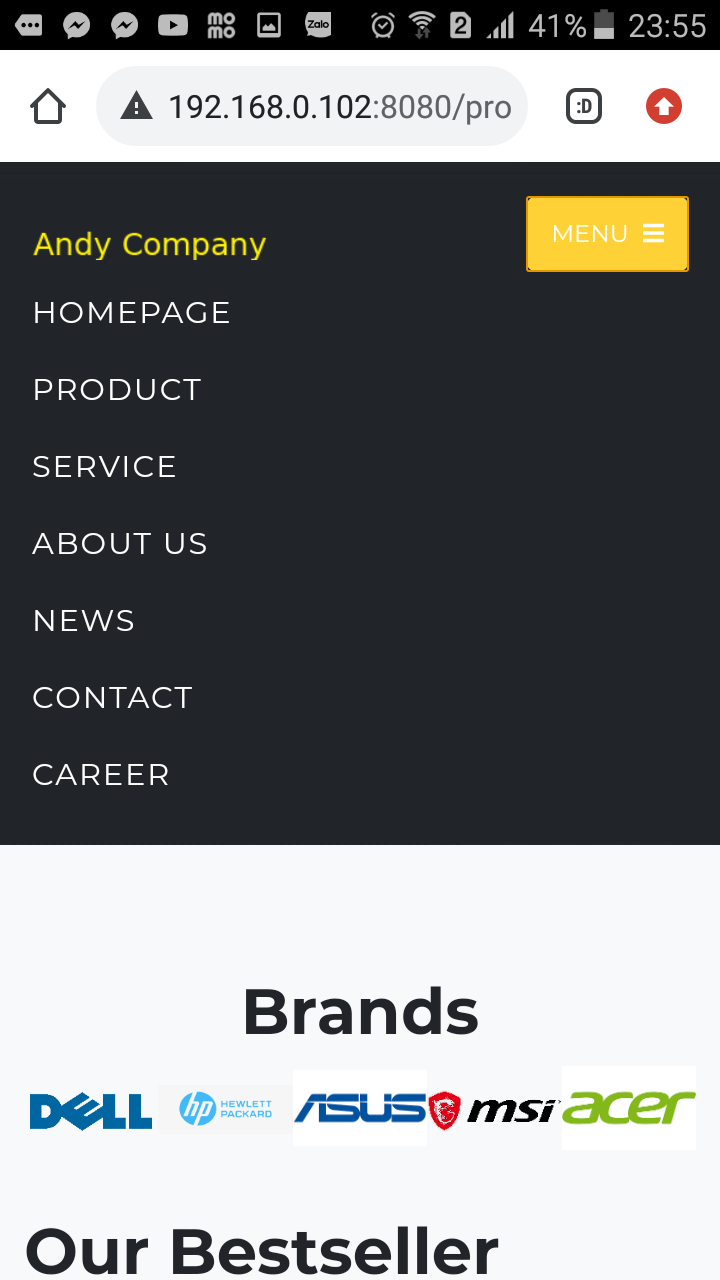 mo
mo
Zalo
2
41%
23:55
192.168.0.102:8080/pro
:D
Andy Company
MENU
HOMEPAGE
PRODUCT
SERVICE
ABOUT US
NEWS
CONTACT
CAREER
Brands
DELL
hp HEWLETT
PACKARD
ASUS
msi
acer
Our Bestseller